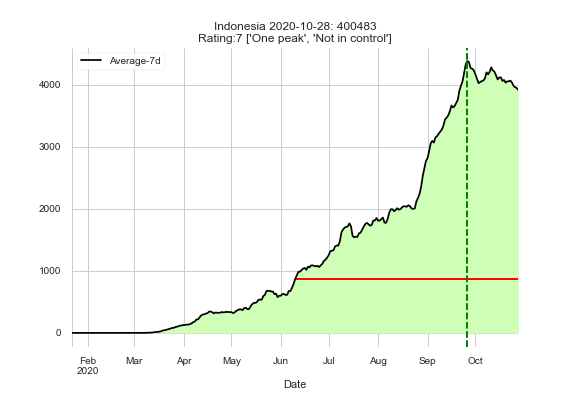 Indonesia 2020-10-28: 400483
Rating:7 ['One peak', 'Not in control']
Average-7d
4000
3000
2000
1000
0
Feb Mar Apr May Jun Jul Aug Sep Oct
2020
Date